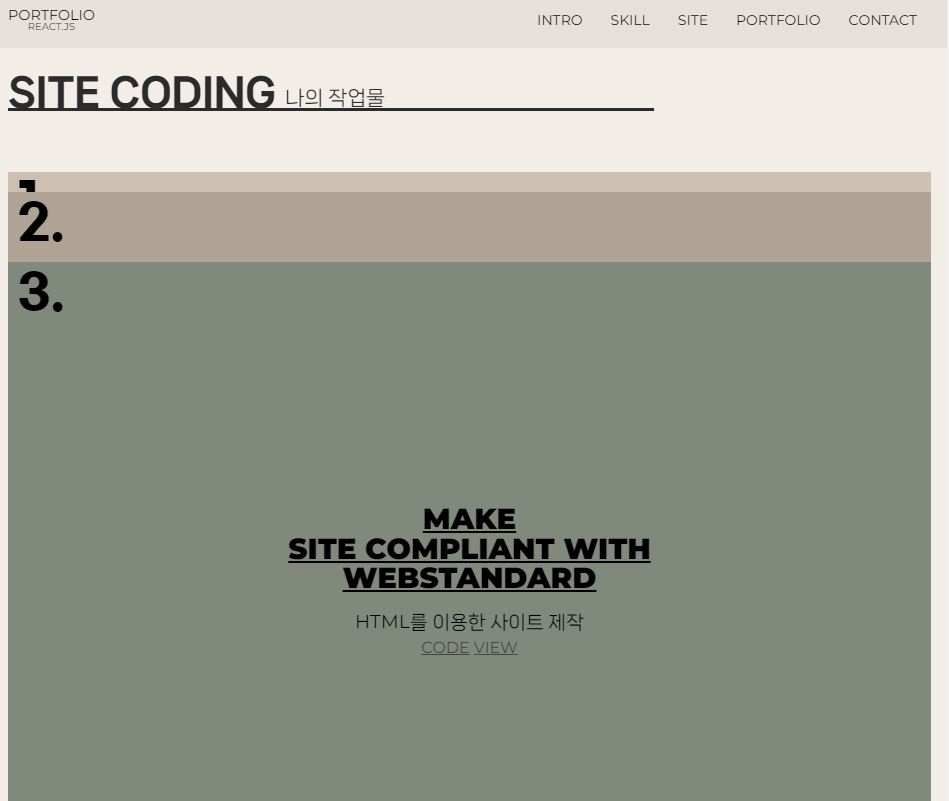 PORTFOLIO
REACT.JS
INTRO SKILL SITE PORTFOLIO CONTACT
SITE CODING 나의 작업물
2.
3.
MAKE
SITE COMPLIANT WITH
WEBSTANDARD
HTML를 이용한 사이트 제작
CODE VIEW